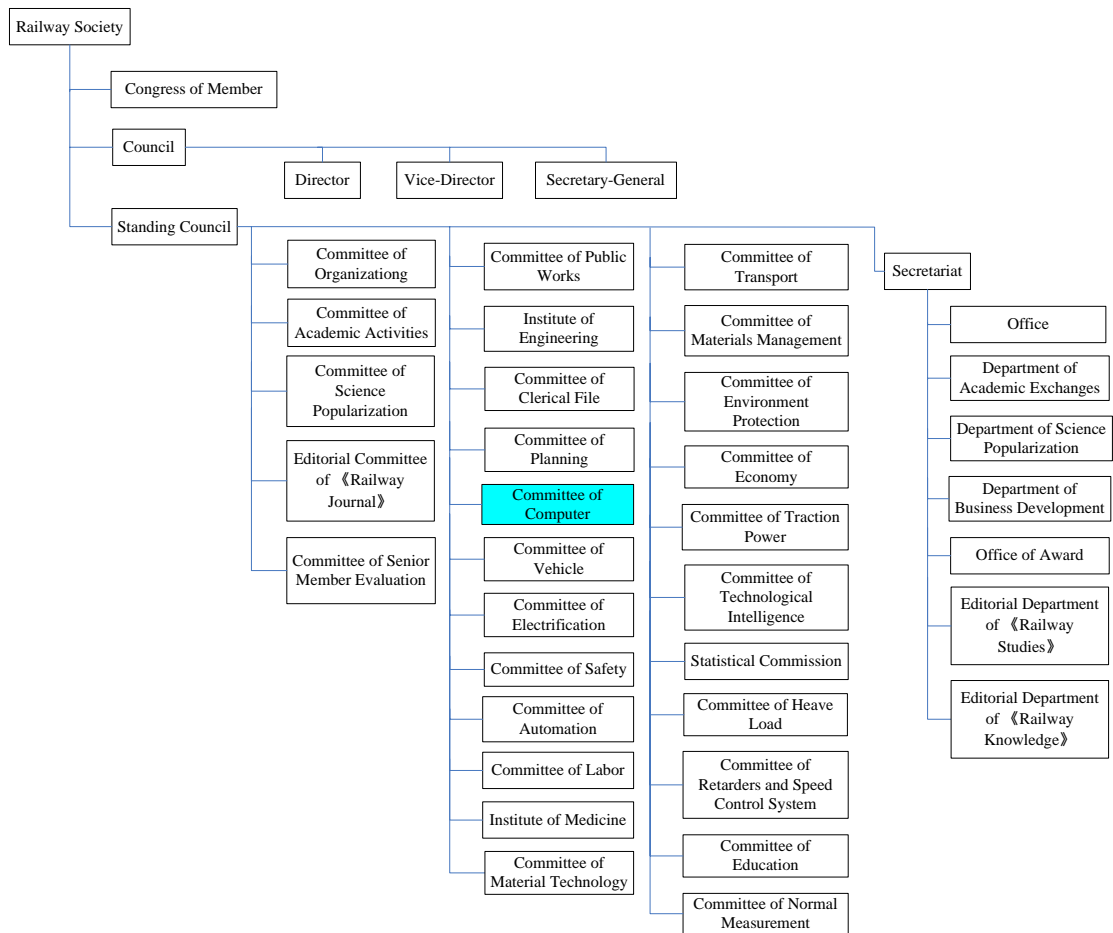 Railway Society
Congress of Member
Council
Director
Vice-Director
Secretary-General
Standing Council
Committee of
Organizationg
Committee of
Academic Activities
Committee of
Science
Popularization
Editorial Committee
of 《Railway
Journal》
Committee of Senior
Member Evaluation
Committee of Public
Works
Institute of
Engineering
Committee of
Clerical File
Committee of
Planning
Committee of
Computer
Committee of
Vehicle
Committee of
Electrification
Committee of Safety
Committee of
Automation
Committee of Labor
Institute of Medicine
Committee of
Material Technology
Committee of
Transport
Committee of
Materials Management
Committee of
Environment
Protection
Committee of
Economy
Committee of Traction
Power
Committee of
Technological
Intelligence
Statistical Commission
Committee of Heave
Load
Committee of
Retarders and Speed
Control System
Committee of
Education
Committee of Normal
Measurement
Secretariat
Office
Department of
Academic Exchanges
Department of Science
Popularization
Department of
Business Development
Office of Award
Editorial Department
of 《Railway
Studies》
Editorial Department
of 《Railway
Knowledge》